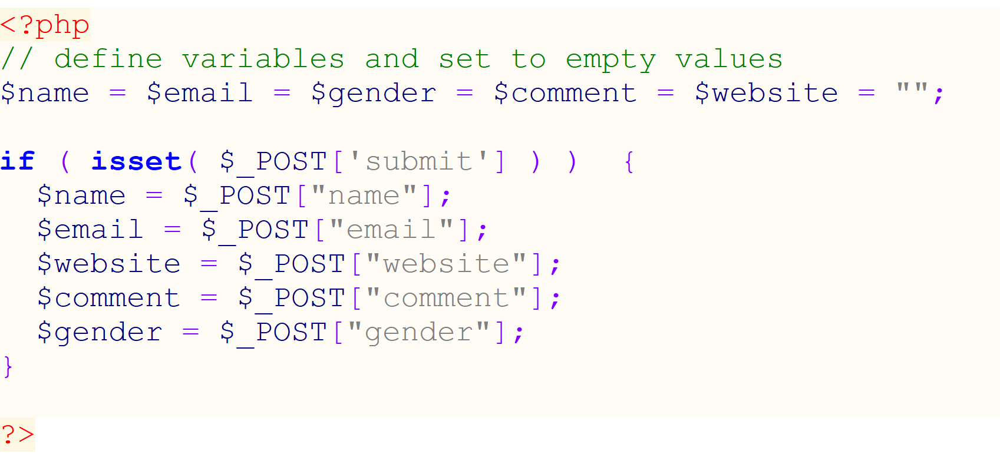 <?php
// define variables and set to empty values
$name = $email = $gender = $comment = $website = "";
if ( isset( $_POST['submit'] ) )  {
  $name = $_POST["name"];
  $email = $_POST["email"];
  $website = $_POST["website"];
  $comment = $_POST["comment"];
  $gender = $_POST["gender"];
}
?>